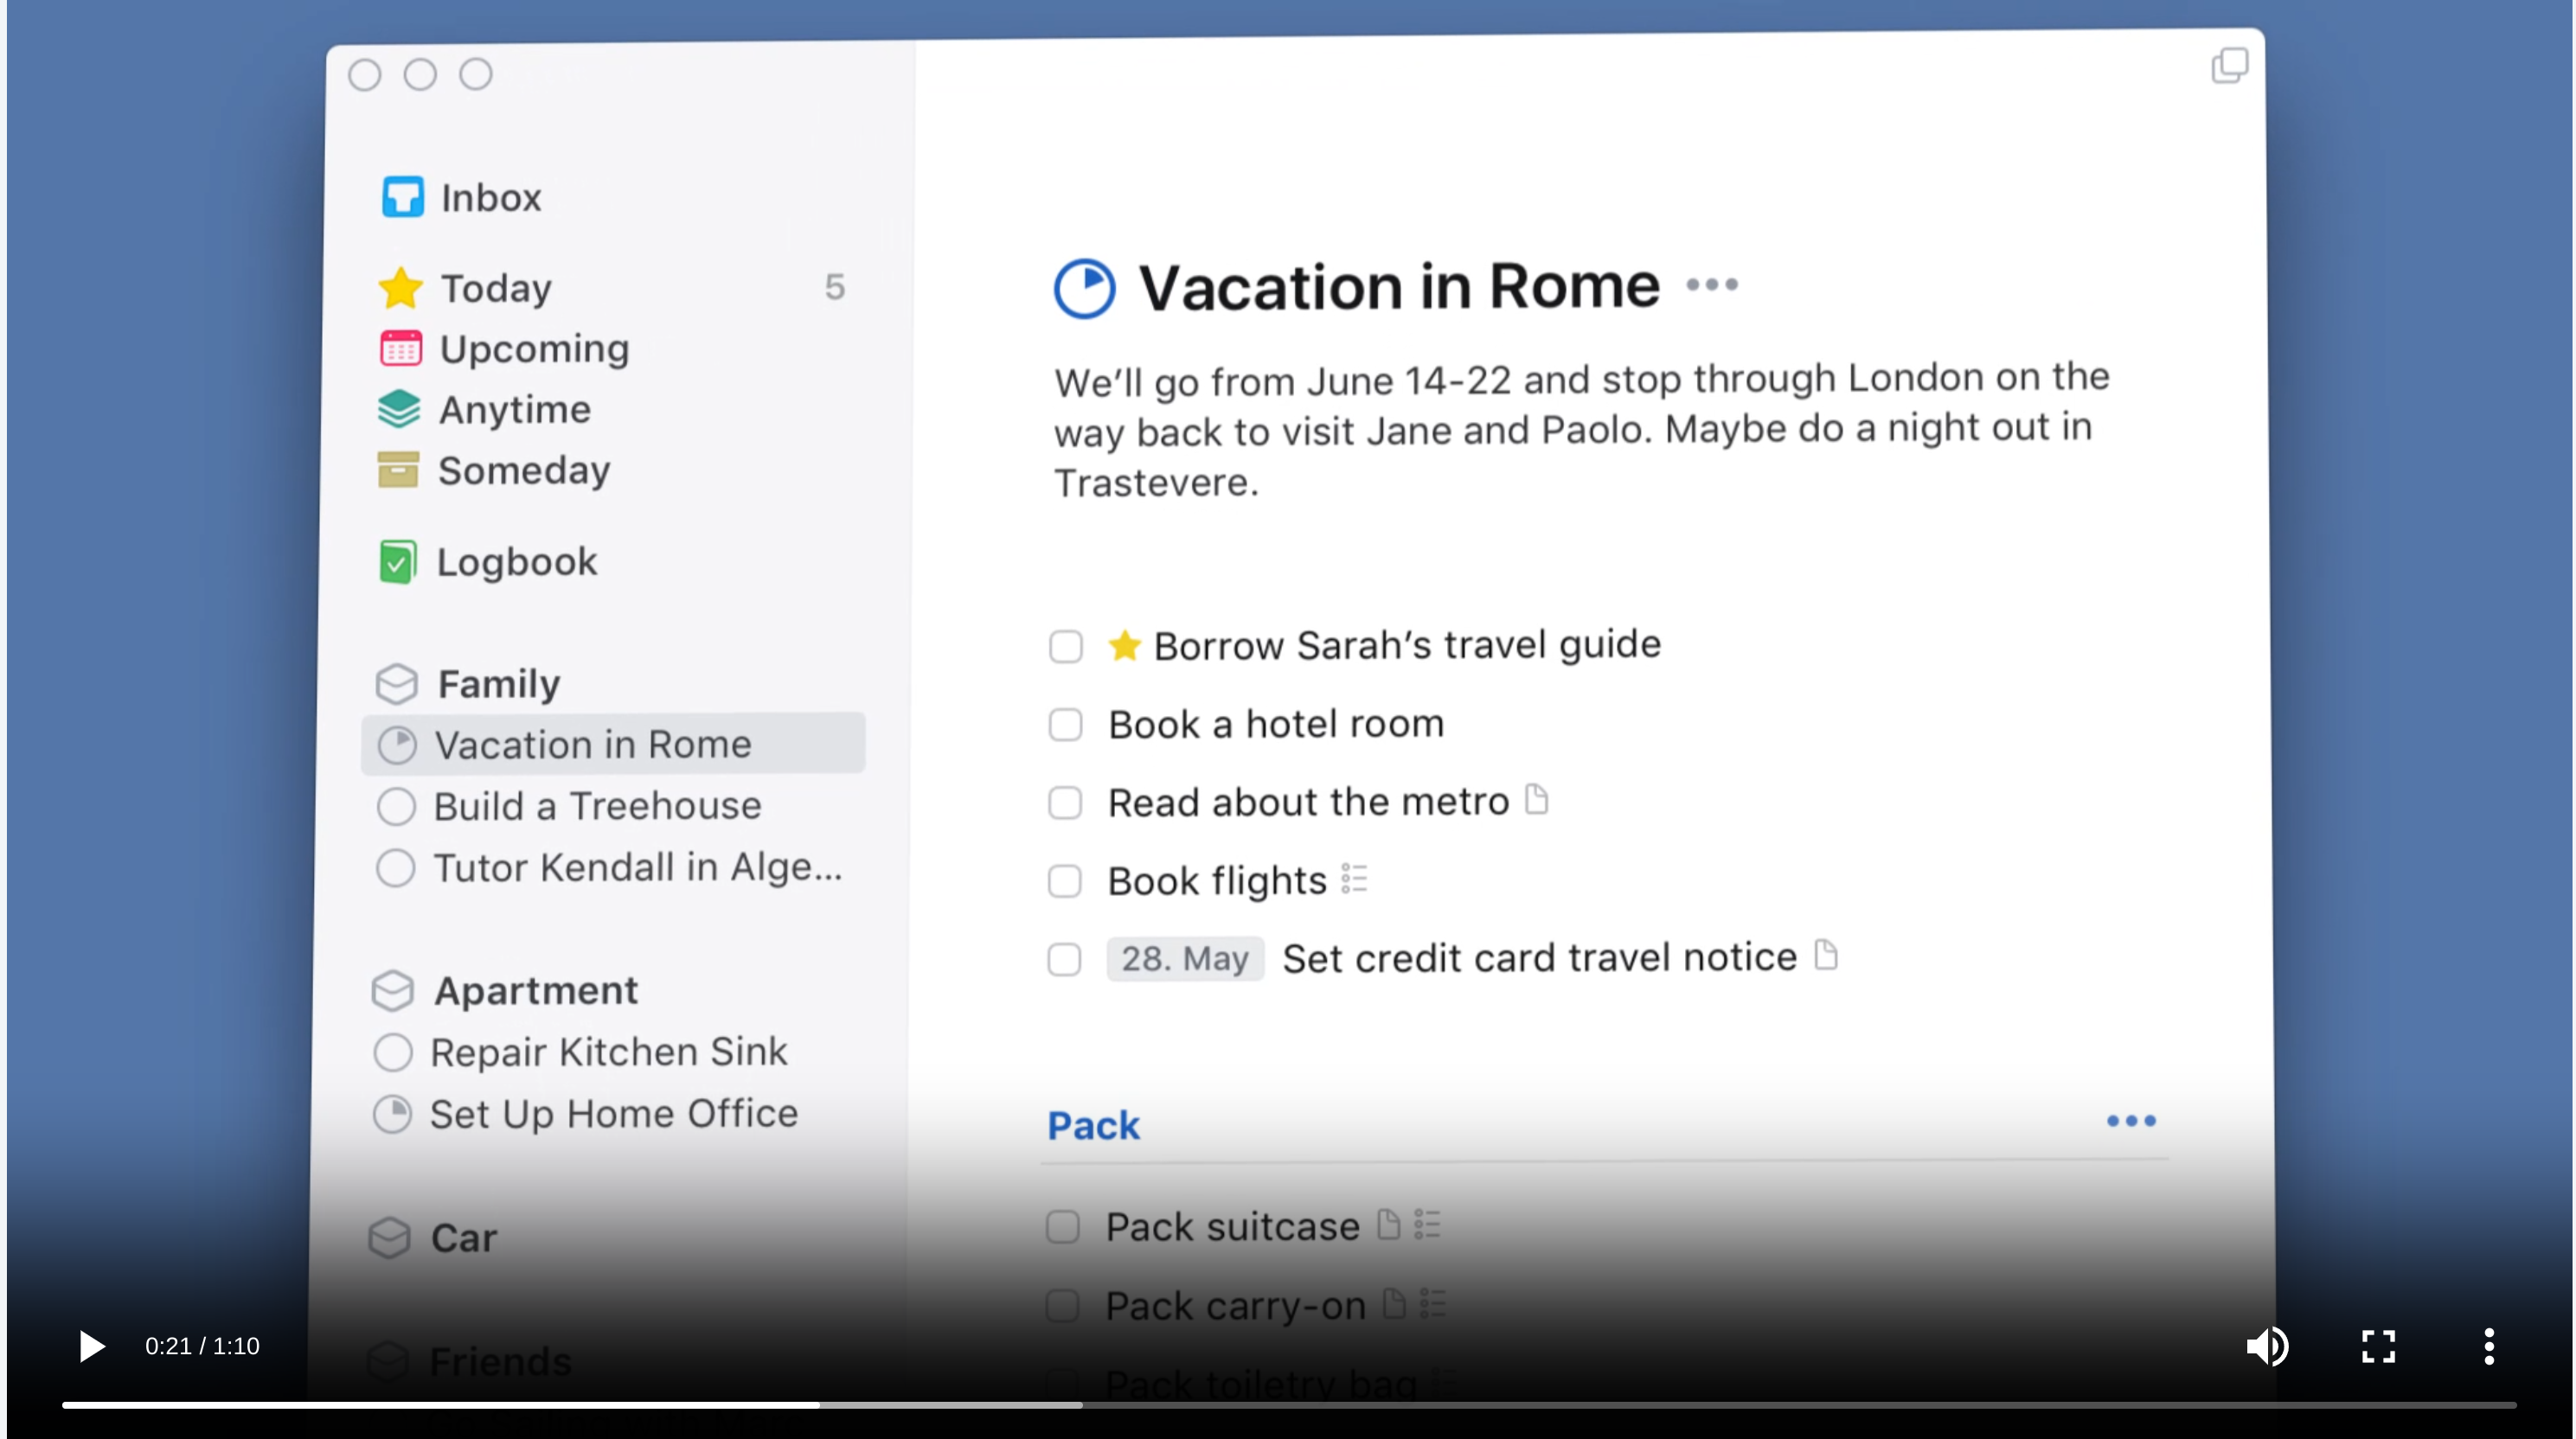 Inbox
Today 5
Upcoming
Anytime
Someday
Logbook
Family
Vacation in Rome
Build a Treehouse
Tutor Kendall in Alge...
Apartment
Repair Kitchen Sink
Set Up Home Office
Car
Friends
Vacation in Rome
We’ll go from June 14-22 and stop through London on the
way back to visit Jane and Paolo. Maybe do a night out in
Trastevere.
Borrow Sarah’s travel guide
Book a hotel room
Read about the metro
Book flights
28. May Set credit card travel notice
Pack
Pack suitcase
Pack carry-on
Pack toiletry bag
0:21 / 1:10